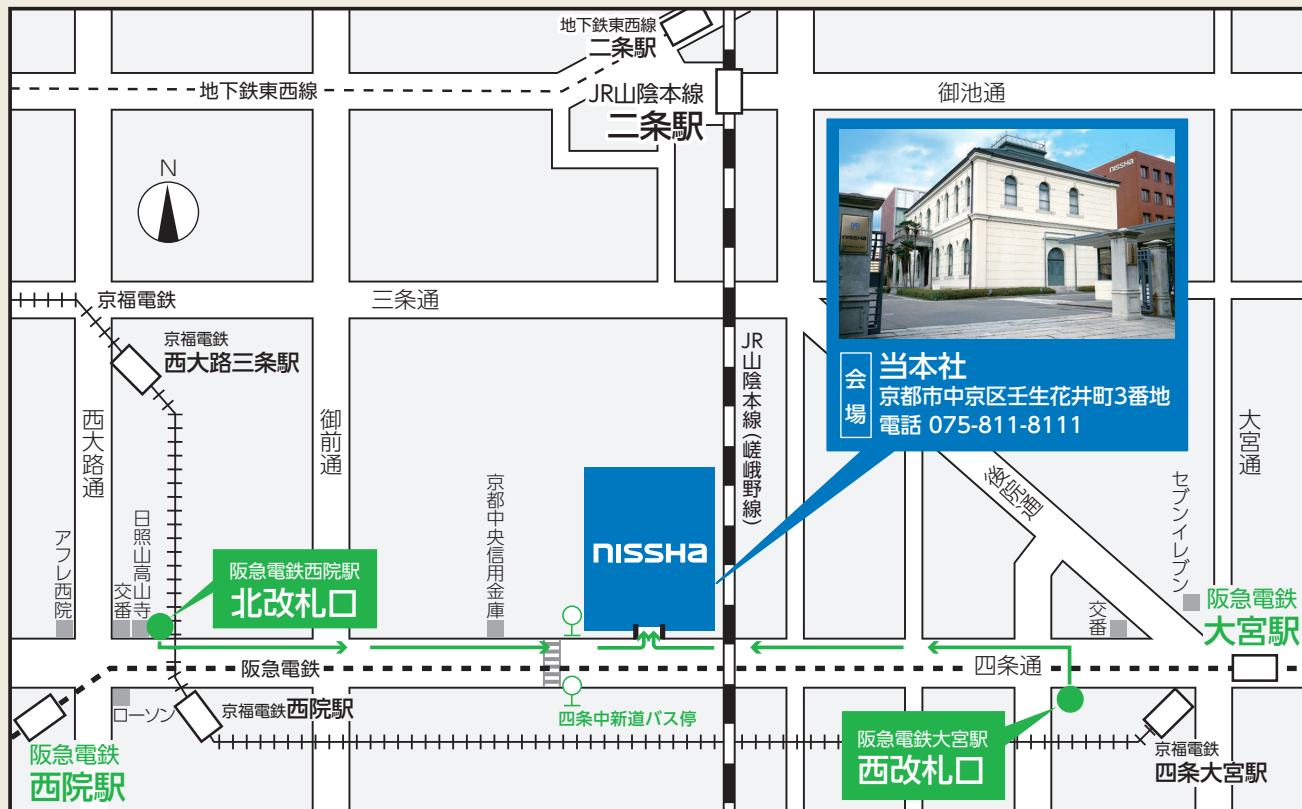 地下鉄東西線
二条駅
地下鉄東西線
JR山陰本線
二条駅
御池通
N
nissha
nissha
京福電鉄
三条通
京福電鉄
西大路三条駅
JR山陰本線(嵯峨野線)
会場
当本社
京都市中京区壬生花井町3番地
電話 075-811-8111
西大路通
御前通
大宮通
後院通
セブンイレブン
京都中央信用金庫
nissha
アフレ西院
交番
日照山高山寺
阪急電鉄西院駅
北改札口
交番
阪急電鉄
大宮駅
阪急電鉄
四条通
ローソン
京福電鉄西院駅
四条中新道バス停
阪急電鉄
西院駅
阪急電鉄大宮駅
西改札口
京福電鉄
四条大宮駅